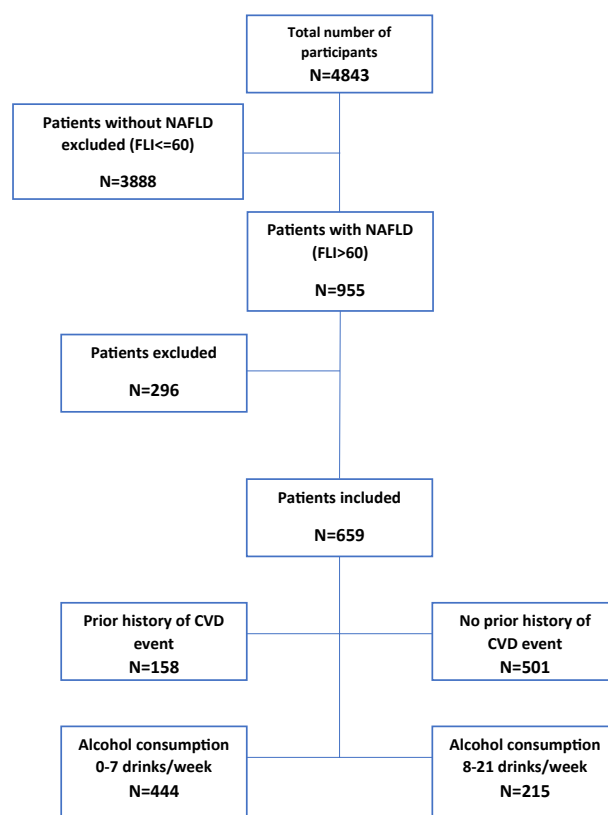 Total number of
participants
N=4843
Patients without NAFLD
excluded (FLI<=60)
N=3888
Patients with NAFLD
(FLI>60)
N=955
Patients excluded
N=296
Patients included
N=659
Prior history of CVD
event
N=158
No prior history of
CVD event
N=501
Alcohol consumption
0-7 drinks/week
N=444
Alcohol consumption
8-21 drinks/week
N=215